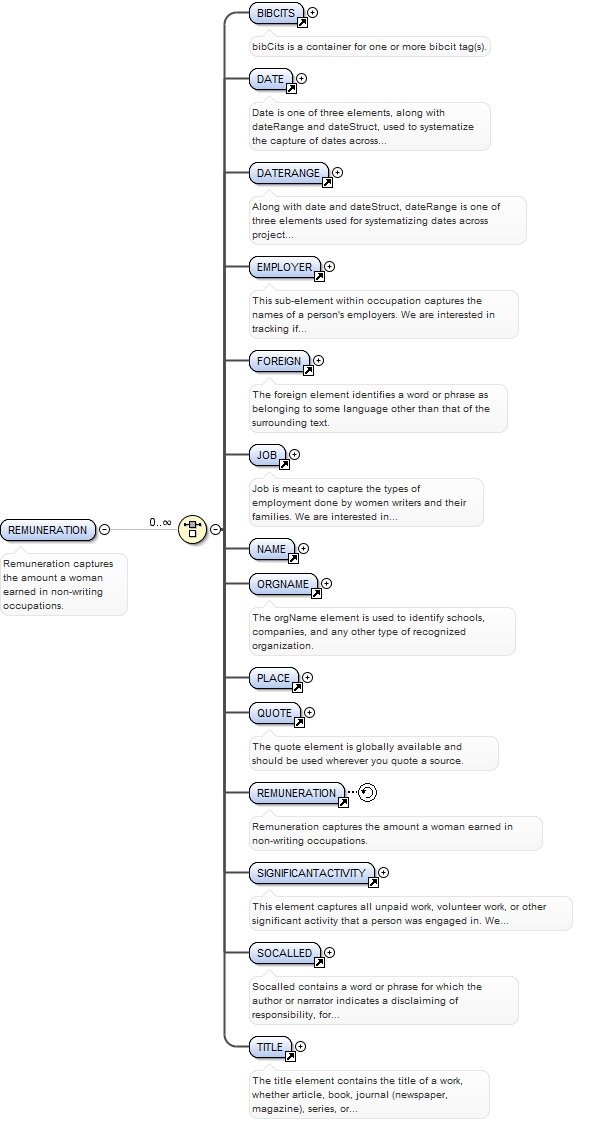 BIBCITS
bibCits is a container for one or more bibcit tag(s).
DATE
Date is one of three elements, along with
dateRange and dateStruct, used to systematize
the capture of dates across...
DATERANGE
Along with date and dateStruct, dateRange is one of
three elements used for systematizing dates across
project...
EMPLOYER
This sub-element within occupation captures the
names of a person's employers. We are interested in
tracking if...
FOREIGN
The foreign element identifies a word or phrase as
belonging to some language other than that of the
surrounding text.
JOB
Job is meant to capture the types of
employment done by women writers and their
families. We are interested in...
REMUNERATION
0..∞
Remuneration captures
the amount a woman
earned in non-writing
occupations.
NAME
ORGNAME
The orgName element is used to identify schools,
companies, and any other type of recognized
organization.
PLACE
QUOTE
The quote element is globally available and
should be used wherever you quote a source.
REMUNERATION
Remuneration captures the amount a woman earned in
non-writing occupations.
SIGNIFICANTACTIVITY
This element captures all unpaid work, volunteer work, or other
significant activity that a person was engaged in. We...
SOCALLED
Socalled contains a word or phrase for which the
author or narrator indicates a disclaiming of
responsibility, for...
TITLE
The title element contains the title of a work,
whether article, book, journal (newspaper,
magazine), series, or...